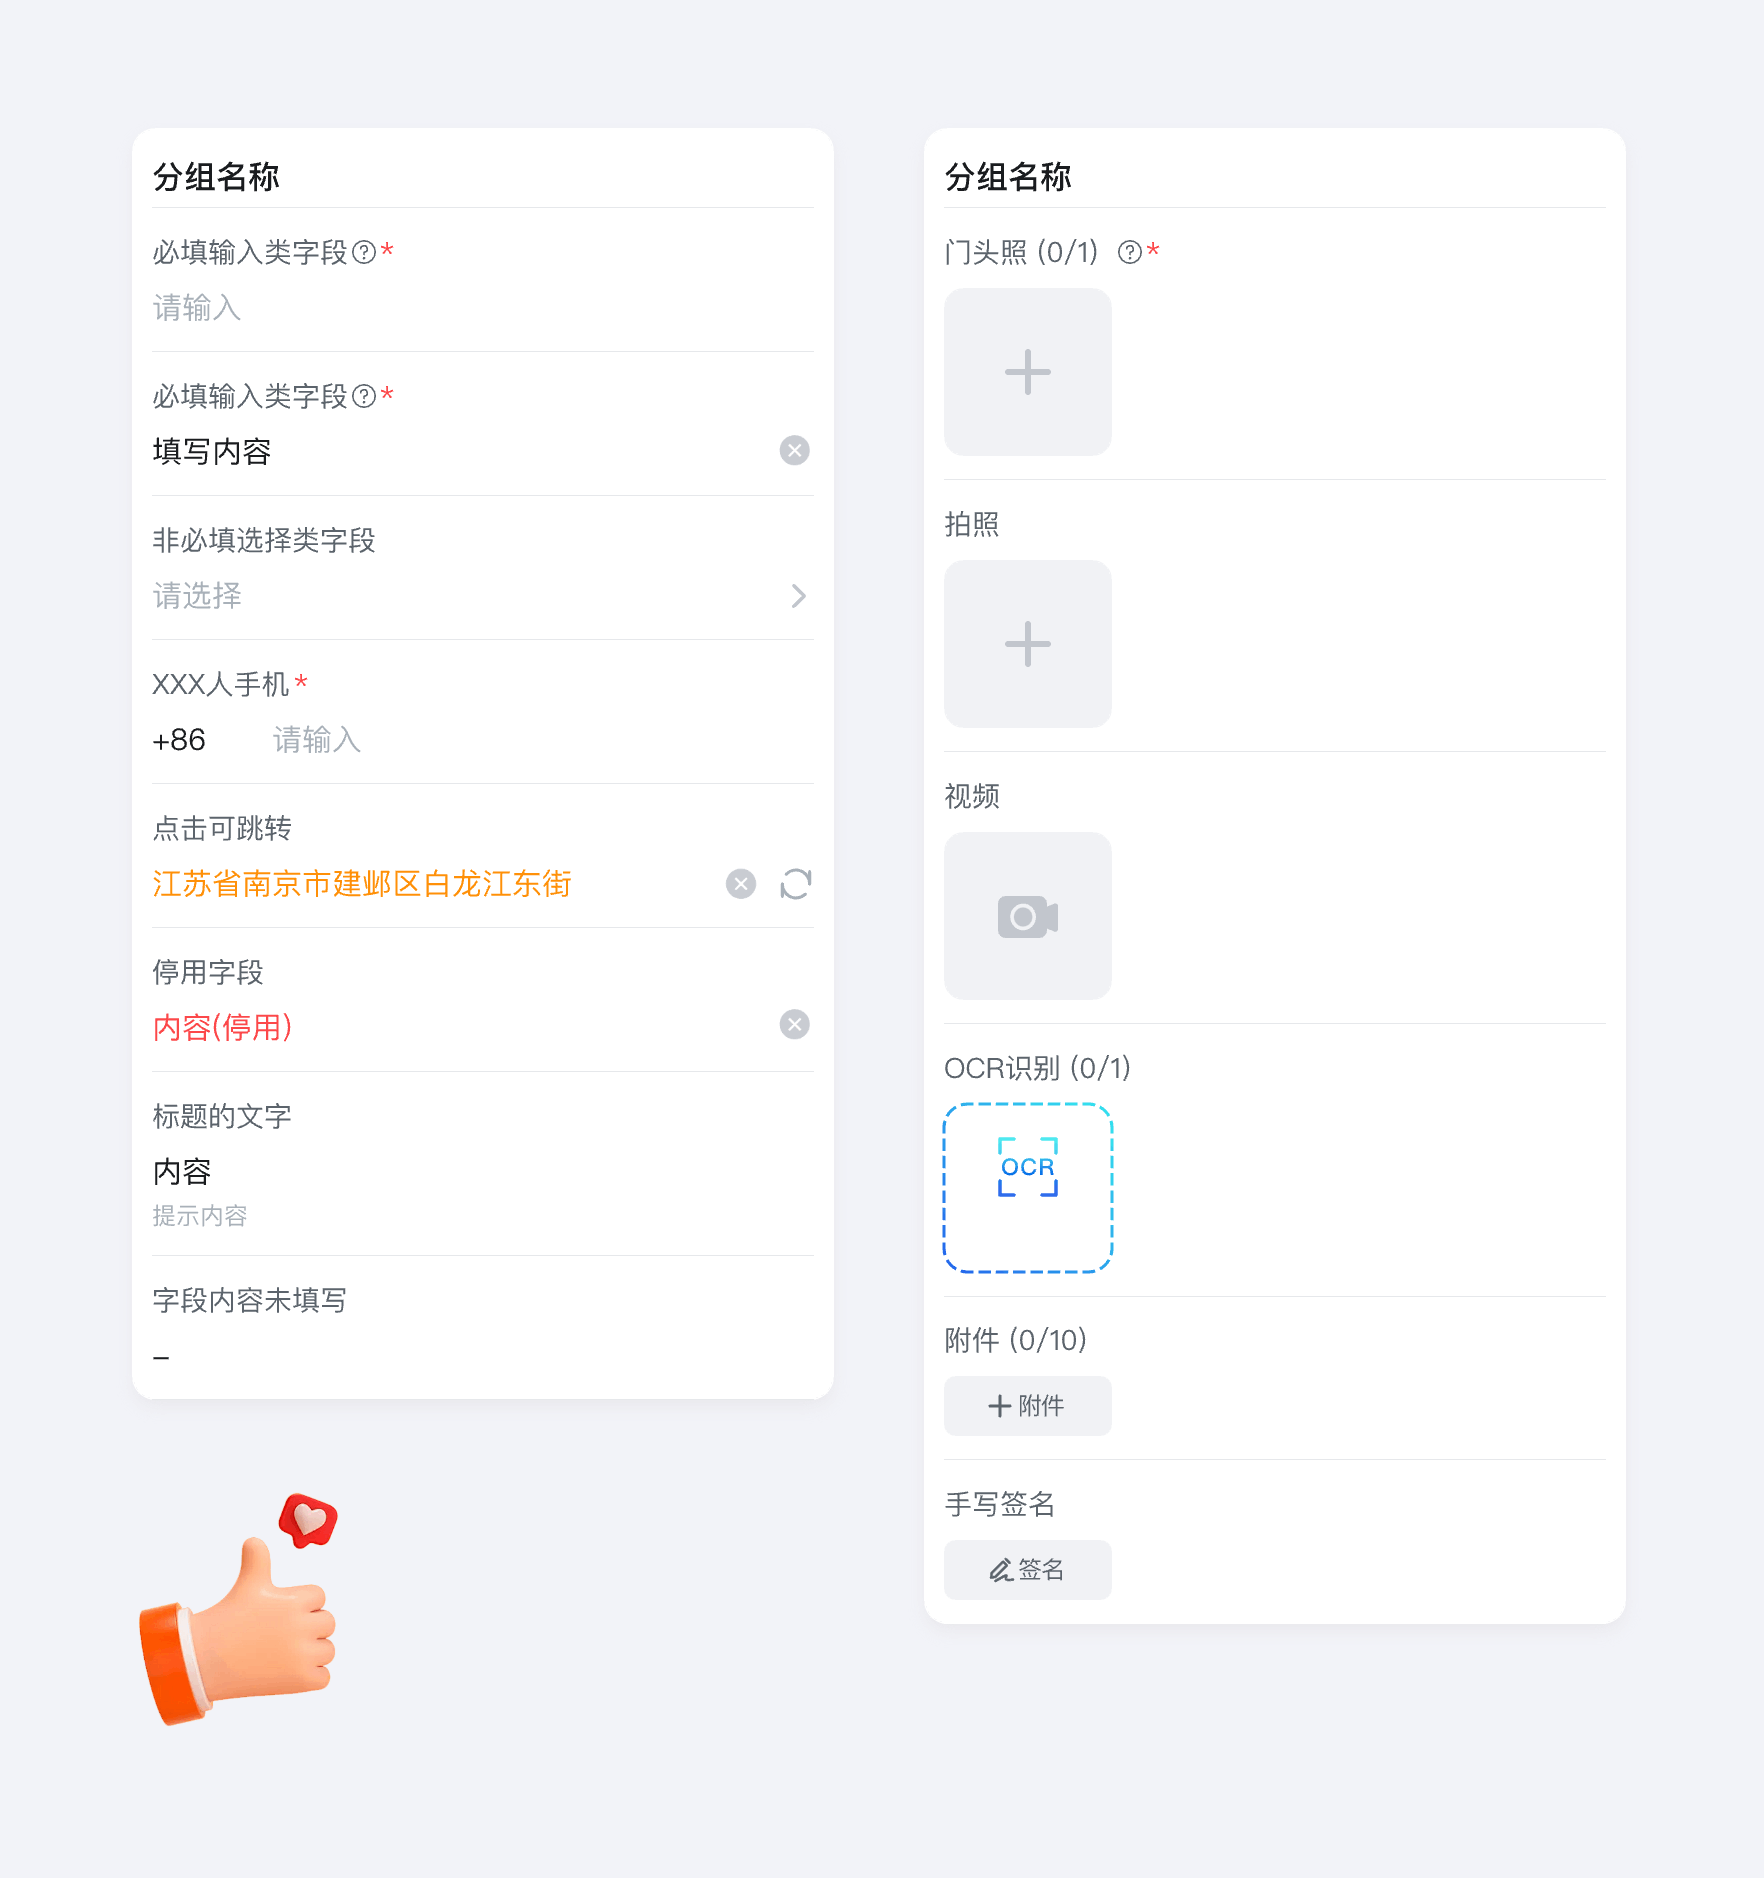 分组名称
必填输入类字段?*
请输入
必填输入类字段?*
填写内容
非必填选择类字段
请选择
XXX人手机*
+86 请输入
点击可跳转
江苏省南京市建邺区白龙江东街
停用字段
内容(停用)
标题的文字
内容
提示内容
字段内容未填写
–
分组名称
门头照 (0/1) ?*
拍照
视频
OCR识别 (0/1)
OCR
附件 (0/10)
附件
手写签名
签名